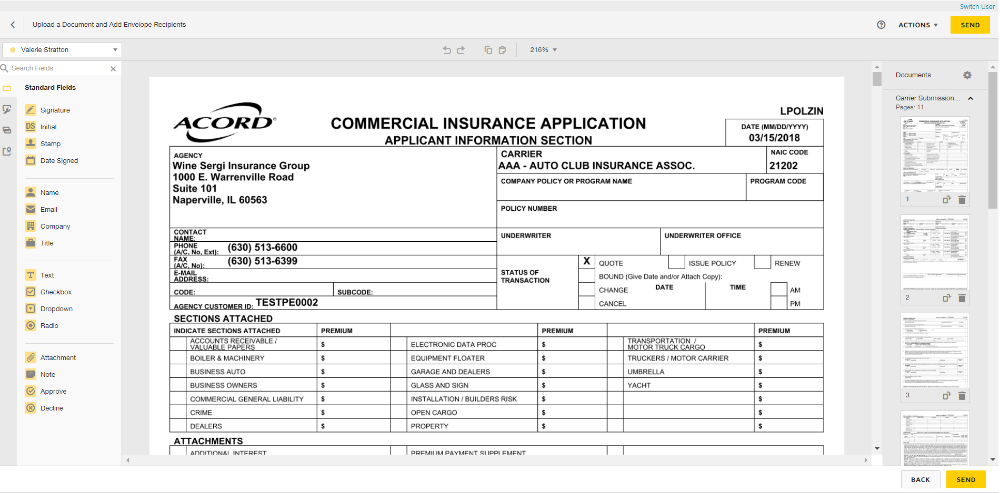 Switch User
Upload a Document and Add Envelope Recipients
ACTIONS
SEND
Valerie Stratton
216%
Search Fields
Standard Fields
Signature
DS Initial
Stamp
Date Signed
Name
Email
Company
Title
Text
Checkbox
Dropdown
Radio
Attachment
Note
Approve
Decline
ACORD®
LPOLZIN
COMMERCIAL INSURANCE APPLICATION
APPLICANT INFORMATION SECTION
DATE (MM/DD/YYYY)
03/15/2018
AGENCY
Wine Sergi Insurance Group
1000 E. Warrenville Road
Suite 101
Naperville, IL 60563
CARRIER
AAA - AUTO CLUB INSURANCE ASSOC.
NAIC CODE
21202
COMPANY POLICY OR PROGRAM NAME
PROGRAM CODE
POLICY NUMBER
CONTACT
NAME:
PHONE
(A/C, No, Ext): (630) 513-6600
FAX
(A/C, No): (630) 513-6399
E-MAIL
ADDRESS:
CODE: SUBCODE:
AGENCY CUSTOMER ID: TESTPE0002
UNDERWRITER
UNDERWRITER OFFICE
STATUS OF
TRANSACTION
X QUOTE ISSUE POLICY RENEW
BOUND (Give Date and/or Attach Copy):
CHANGE DATE TIME AM
CANCEL PM
SECTIONS ATTACHED
INDICATE SECTIONS ATTACHED PREMIUM PREMIUM PREMIUM
ACCOUNTS RECEIVABLE /
VALUABLE PAPERS $ ELECTRONIC DATA PROC $ TRANSPORTATION /
MOTOR TRUCK CARGO $
BOILER & MACHINERY $ EQUIPMENT FLOATER $ TRUCKERS / MOTOR CARRIER $
BUSINESS AUTO $ GARAGE AND DEALERS $ UMBRELLA $
BUSINESS OWNERS $ GLASS AND SIGN $ YACHT $
COMMERCIAL GENERAL LIABILITY $ INSTALLATION / BUILDERS RISK $ $
CRIME $ OPEN CARGO $ $
DEALERS $ PROPERTY $ $
ATTACHMENTS
ADDITIONAL INTEREST PREMIUM PAYMENT SUPPLEMENT
Documents
Carrier Submission...
Pages: 11
1
2
3
BACK
SEND